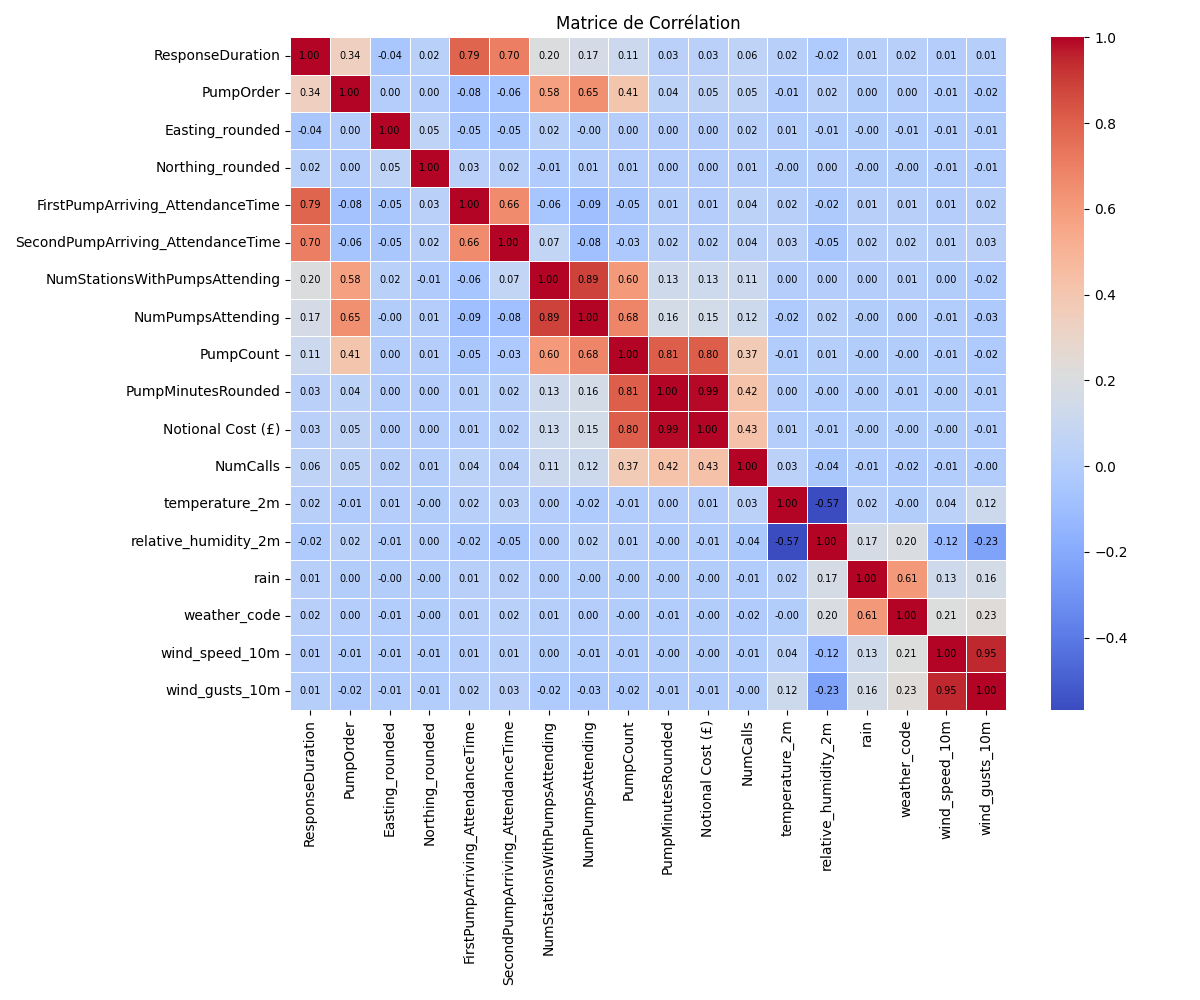 Matrice de Corrélation
ResponseDuration 1.00 0.34 -0.04 0.02 0.79 0.70 0.20 0.17 0.11 0.03 0.03 0.06 0.02 -0.02 0.01 0.02 0.01 0.01
PumpOrder 0.34 1.00 0.00 0.00 -0.08 -0.06 0.58 0.65 0.41 0.04 0.05 0.05 -0.01 0.02 0.00 0.00 -0.01 -0.02
Easting_rounded -0.04 0.00 1.00 0.05 -0.05 -0.05 0.02 -0.00 0.00 0.00 0.00 0.02 0.01 -0.01 -0.00 -0.01 -0.01 -0.01
Northing_rounded 0.02 0.00 0.05 1.00 0.03 0.02 -0.01 0.01 0.01 0.00 0.00 0.01 -0.00 0.00 -0.00 -0.00 -0.01 -0.01
FirstPumpArriving_AttendanceTime 0.79 -0.08 -0.05 0.03 1.00 0.66 -0.06 -0.09 -0.05 0.01 0.01 0.04 0.02 -0.02 0.01 0.01 0.01 0.02
SecondPumpArriving_AttendanceTime 0.70 -0.06 -0.05 0.02 0.66 1.00 0.07 -0.08 -0.03 0.02 0.02 0.04 0.03 -0.05 0.02 0.02 0.01 0.03
NumStationsWithPumpsAttending 0.20 0.58 0.02 -0.01 -0.06 0.07 1.00 0.89 0.60 0.13 0.13 0.11 0.00 0.00 0.00 0.01 0.00 -0.02
NumPumpsAttending 0.17 0.65 -0.00 0.01 -0.09 -0.08 0.89 1.00 0.68 0.16 0.15 0.12 -0.02 0.02 -0.00 0.00 -0.01 -0.03
PumpCount 0.11 0.41 0.00 0.01 -0.05 -0.03 0.60 0.68 1.00 0.81 0.80 0.37 -0.01 0.01 -0.00 -0.00 -0.01 -0.02
PumpMinutesRounded 0.03 0.04 0.00 0.00 0.01 0.02 0.13 0.16 0.81 1.00 0.99 0.42 0.00 -0.00 -0.00 -0.01 -0.00 -0.01
Notional Cost (£) 0.03 0.05 0.00 0.00 0.01 0.02 0.13 0.15 0.80 0.99 1.00 0.43 0.01 -0.01 -0.00 -0.00 -0.00 -0.01
NumCalls 0.06 0.05 0.02 0.01 0.04 0.04 0.11 0.12 0.37 0.42 0.43 1.00 0.03 -0.04 -0.01 -0.02 -0.01 -0.00
temperature_2m 0.02 -0.01 0.01 -0.00 0.02 0.03 0.00 -0.02 -0.01 0.00 0.01 0.03 1.00 -0.57 0.02 -0.00 0.04 0.12
relative_humidity_2m -0.02 0.02 -0.01 0.00 -0.02 -0.05 0.00 0.02 0.01 -0.00 -0.01 -0.04 -0.57 1.00 0.17 0.20 -0.12 -0.23
rain 0.01 0.00 -0.00 -0.00 0.01 0.02 0.00 -0.00 -0.00 -0.00 -0.00 -0.01 0.02 0.17 1.00 0.61 0.13 0.16
weather_code 0.02 0.00 -0.01 -0.00 0.01 0.02 0.01 0.00 -0.00 -0.01 -0.00 -0.02 -0.00 0.20 0.61 1.00 0.21 0.23
wind_speed_10m 0.01 -0.01 -0.01 -0.01 0.01 0.01 0.00 -0.01 -0.01 -0.00 -0.00 -0.01 0.04 -0.12 0.13 0.21 1.00 0.95
wind_gusts_10m 0.01 -0.02 -0.01 -0.01 0.02 0.03 -0.02 -0.03 -0.02 -0.01 -0.01 -0.00 0.12 -0.23 0.16 0.23 0.95 1.00
ResponseDuration
PumpOrder
Easting_rounded
Northing_rounded
FirstPumpArriving_AttendanceTime
SecondPumpArriving_AttendanceTime
NumStationsWithPumpsAttending
NumPumpsAttending
PumpCount
PumpMinutesRounded
Notional Cost (£)
NumCalls
temperature_2m
relative_humidity_2m
rain
weather_code
wind_speed_10m
wind_gusts_10m
1.0
0.8
0.6
0.4
0.2
0.0
−0.2
−0.4